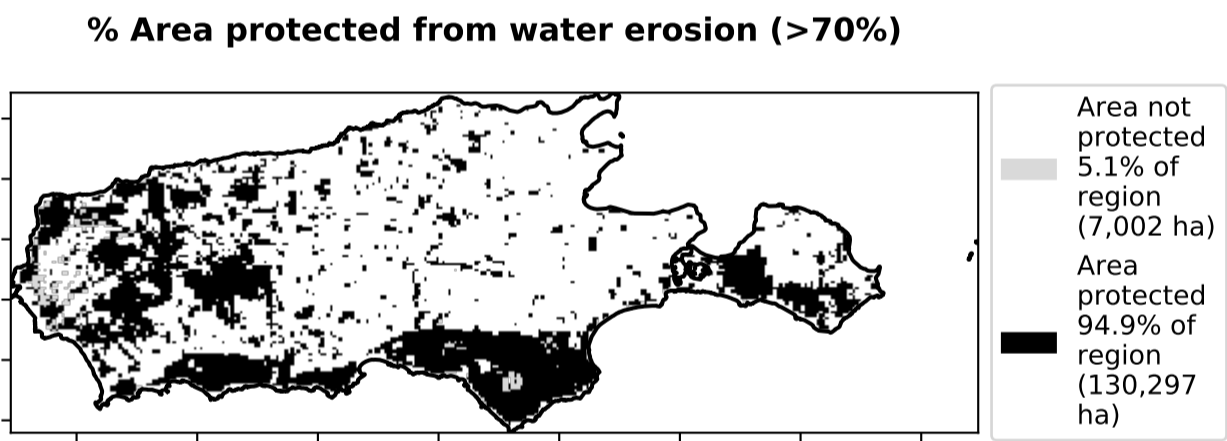 % Area protected from water erosion (>70%)
Area not
protected
5.1% of
region
(7,002 ha)
Area
protected
94.9% of
region
(130,297
ha)